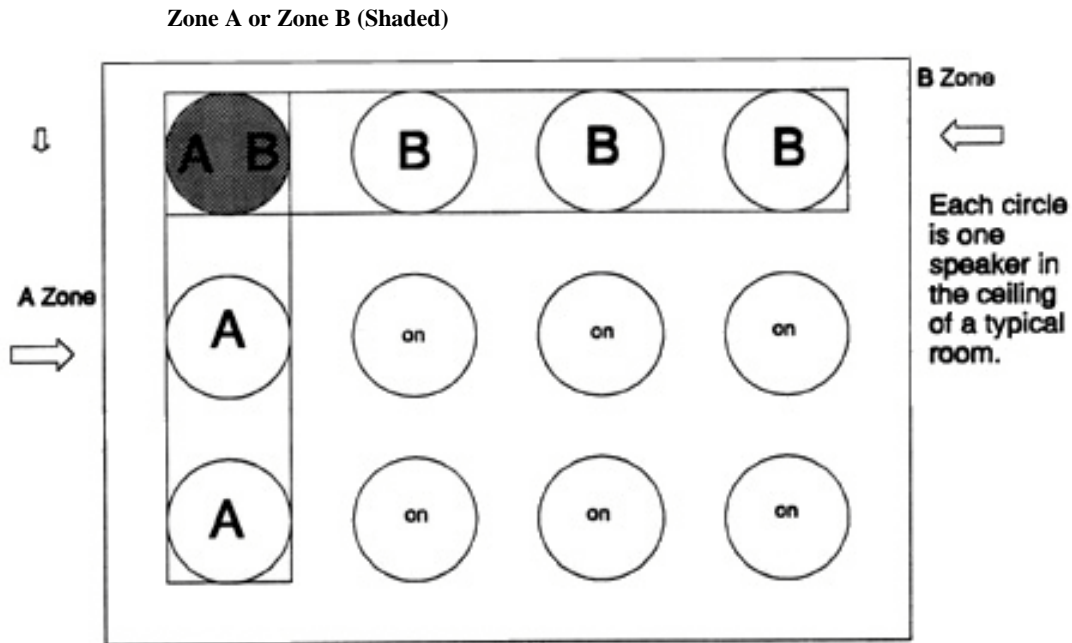 Zone A or Zone B (Shaded)
B Zone
A B B B B
Each circle
is one
speaker in
the ceiling
of a typical
room.
A Zone
A on on on
A on on on